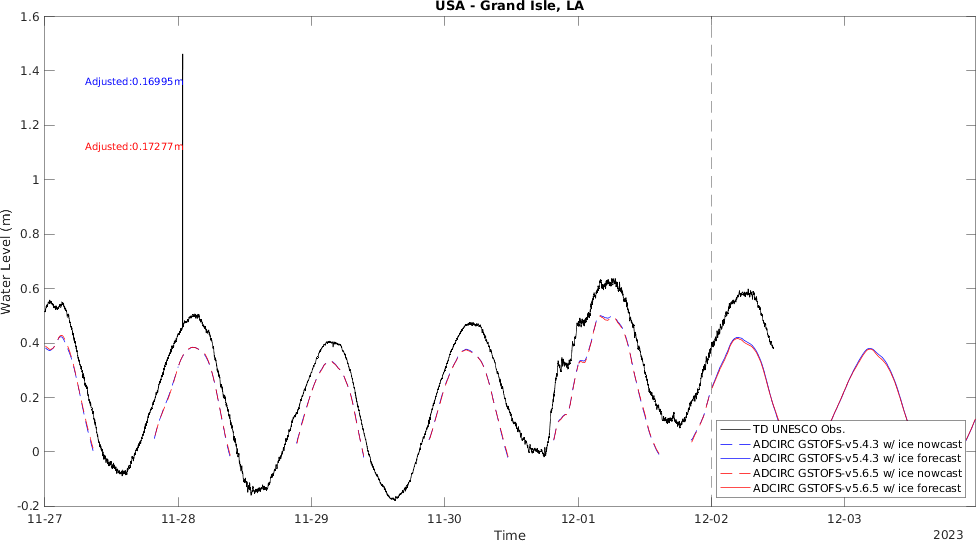 USA - Grand Isle, LA
1.6
1.4
1.2
1
0.8
0.6
0.4
0.2
0
-0.2
Water Level (m)
Adjusted:0.16995m
Adjusted:0.17277m
TD UNESCO Obs.
ADCIRC GSTOFS-v5.4.3 w/ ice nowcast
ADCIRC GSTOFS-v5.4.3 w/ ice forecast
ADCIRC GSTOFS-v5.6.5 w/ ice nowcast
ADCIRC GSTOFS-v5.6.5 w/ ice forecast
11-27 11-28 11-29 11-30 12-01 12-02 12-03
Time
2023